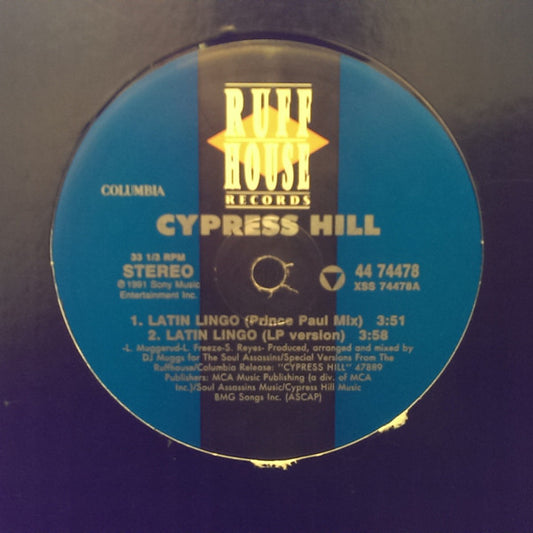 RUFF
HOUSE
RECORDS
COLUMBIA
CYPRESS HILL
33 1/3 RPM
STEREO
℗1991 Sony Music
Entertainment Inc.
44 74478
XSS 74478A
1. LATIN LINGO (Prince Paul Mix) 3:51
2. LATIN LINGO (LP version) 3:58
-L. Muggerud-L. Freeze-S. Reyes- Produced, arranged and mixed by
DJ Muggs for The Soul Assassins/Special Versions From The
Ruffhouse/Columbia Release: "CYPRESS HILL" 47889
Publishers: MCA Music Publishing (a div. of MCA
Inc.)/Soul Assassins Music/Cypress Hill Music
BMG Songs Inc. (ASCAP)